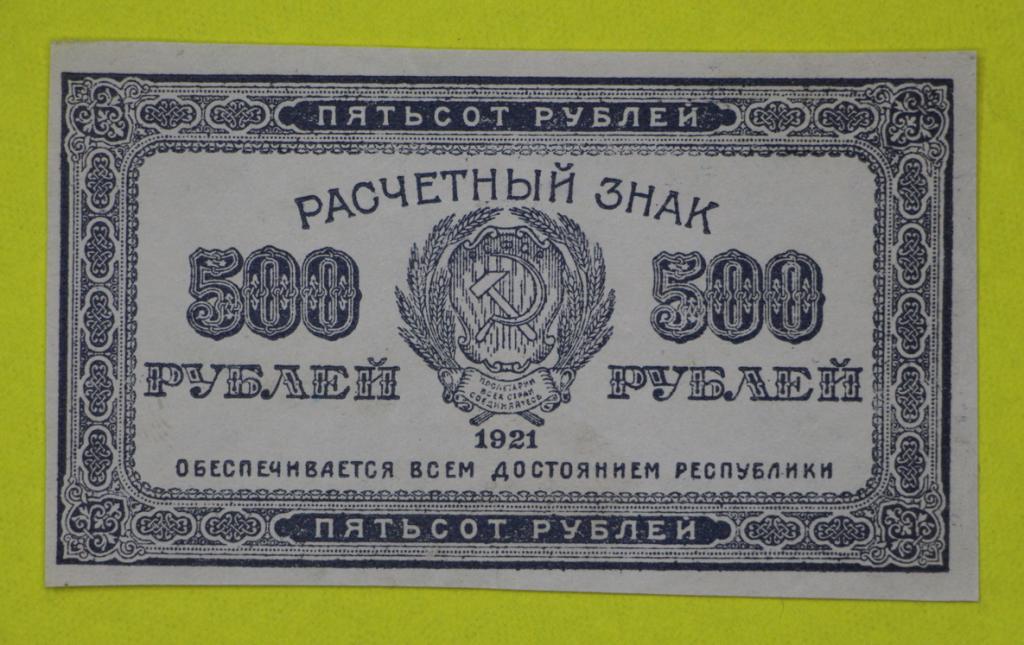 ПЯТЬСОТ РУБЛЕЙ
РАСЧЕТНЫЙ ЗНАК
500 500
РУБЛЕЙ РУБЛЕЙ
ПРОЛЕТАРИИ
ВСЕХ СТРАН
СОЕДИНЯЙТЕСЬ
1921
ОБЕСПЕЧИВАЕТСЯ ВСЕМ ДОСТОЯНИЕМ РЕСПУБЛИКИ
ПЯТЬСОТ РУБЛЕЙ